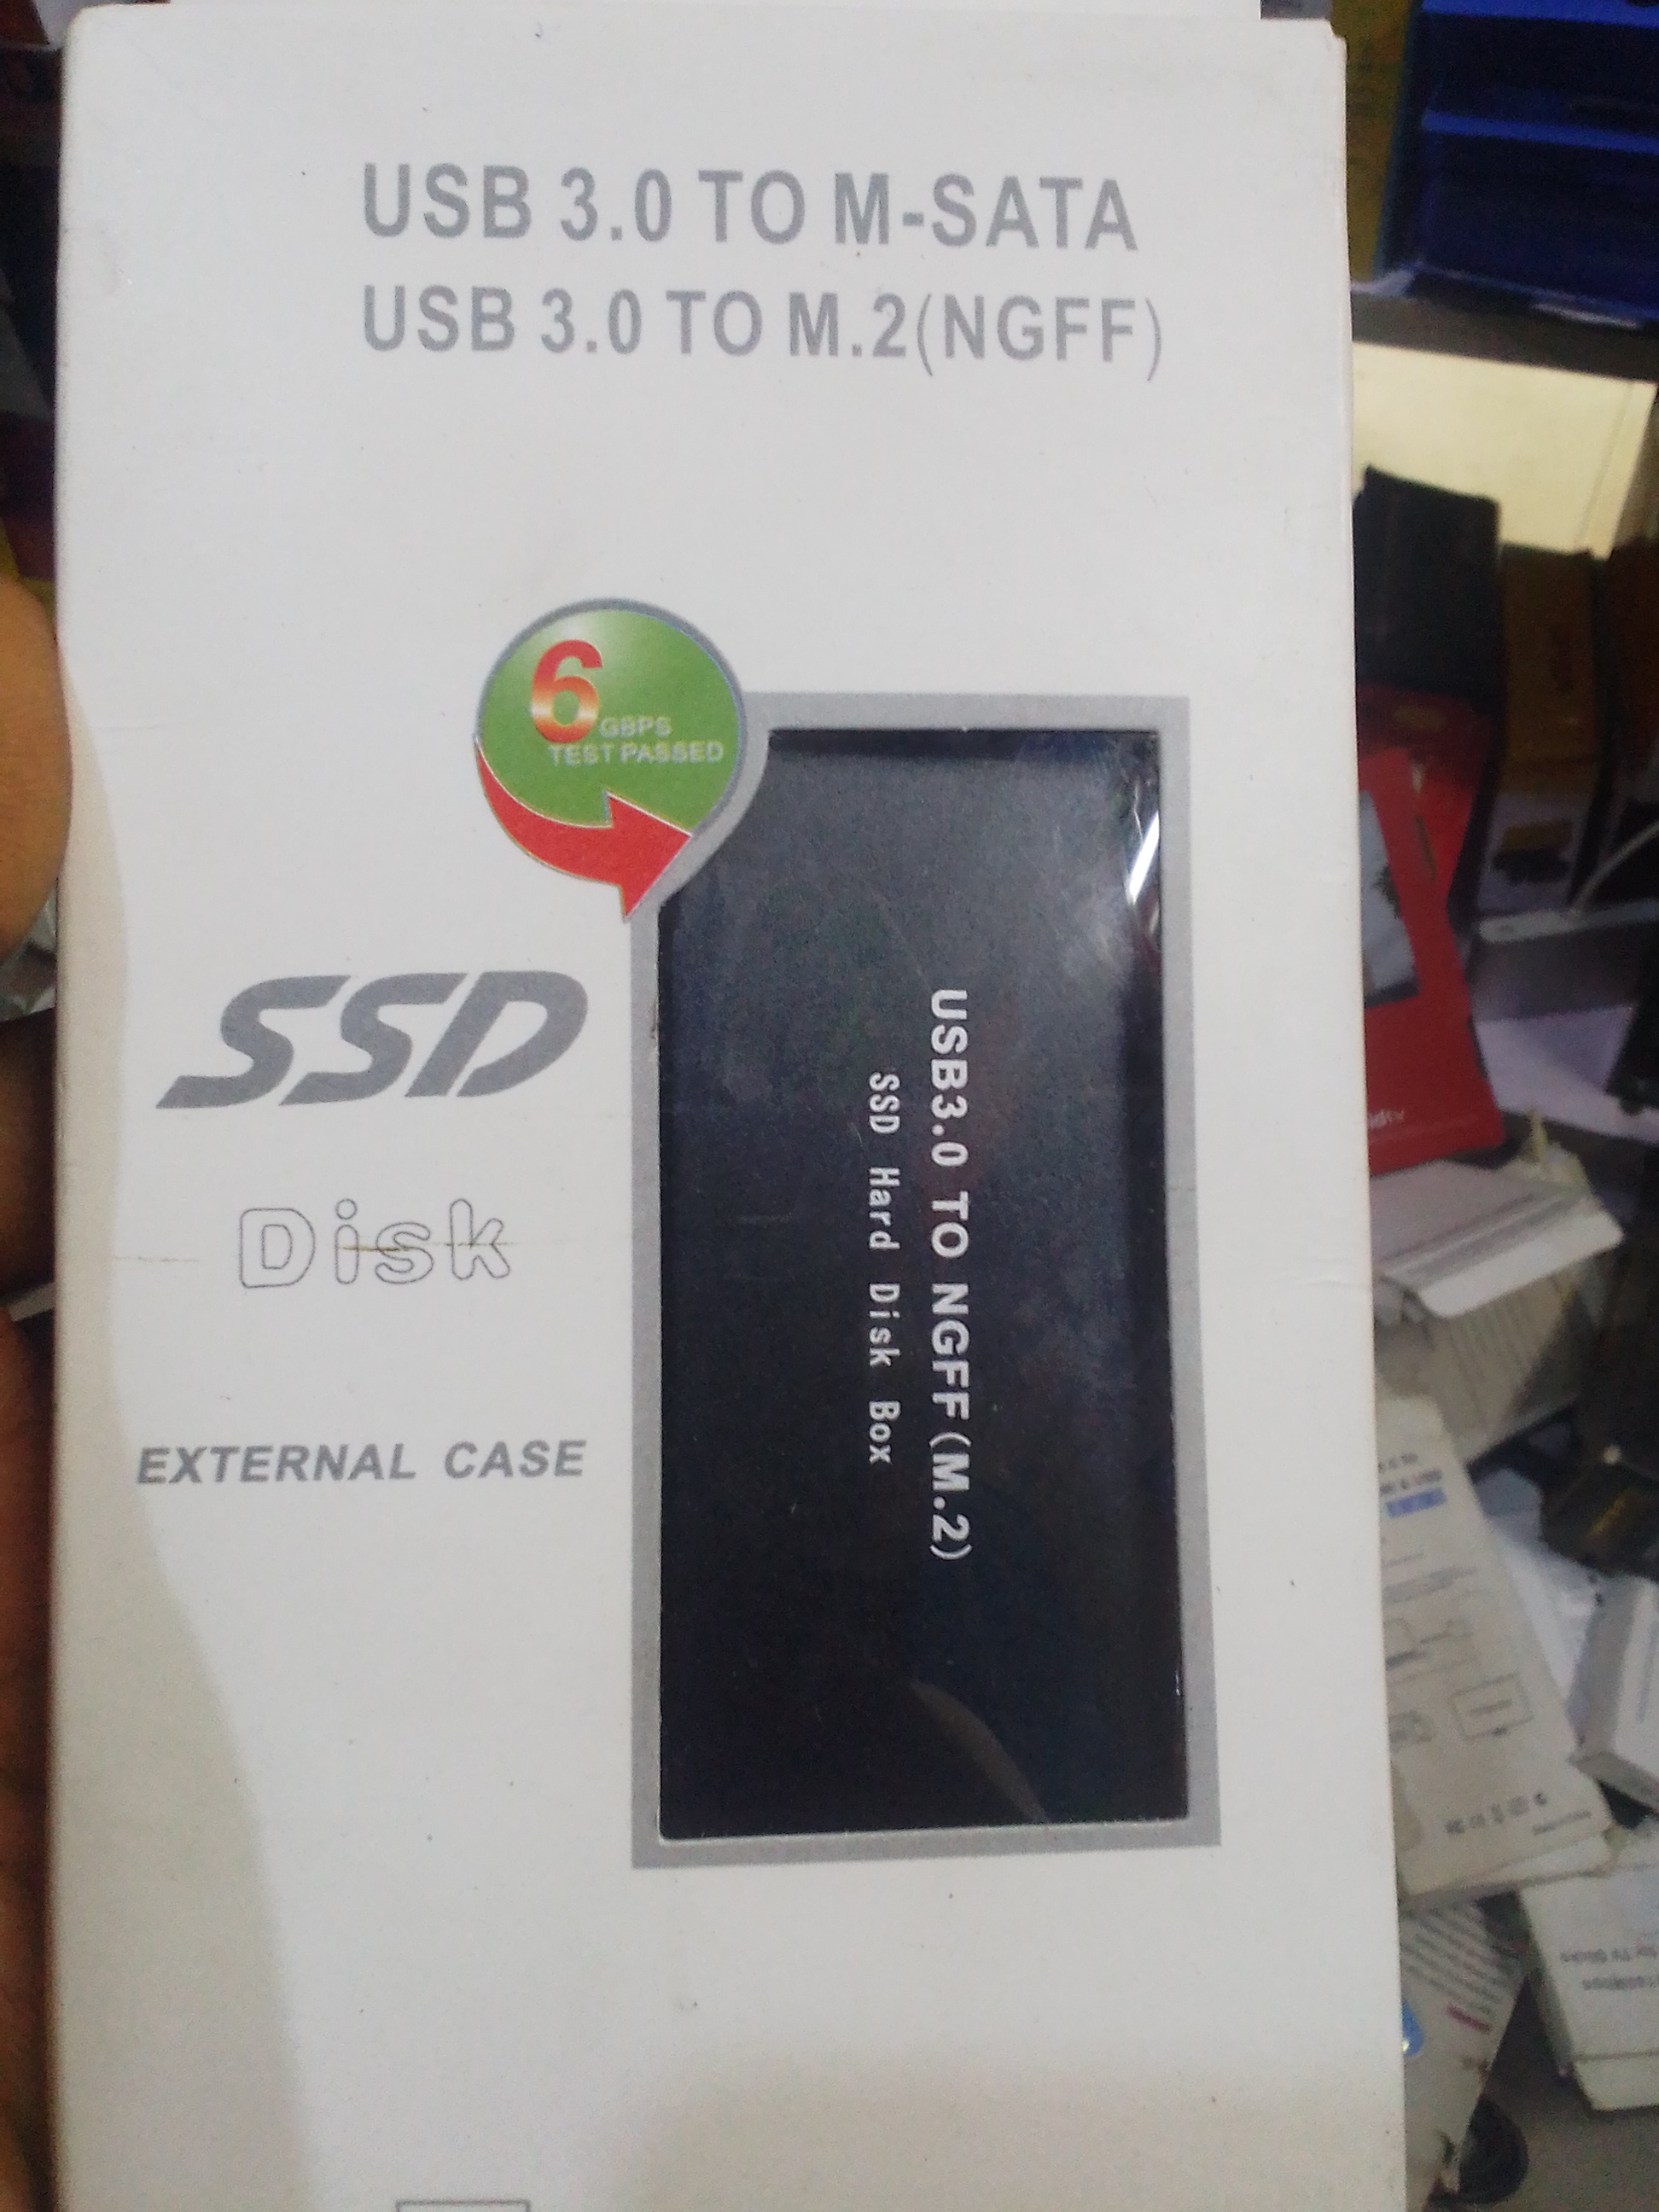 USB 3.0 TO M-SATA
USB 3.0 TO M.2(NGFF)
6 GBPS
TEST PASSED
SSD
Disk
EXTERNAL CASE
USB3.0 TO NGFF(M.2)
SSD Hard Disk Box